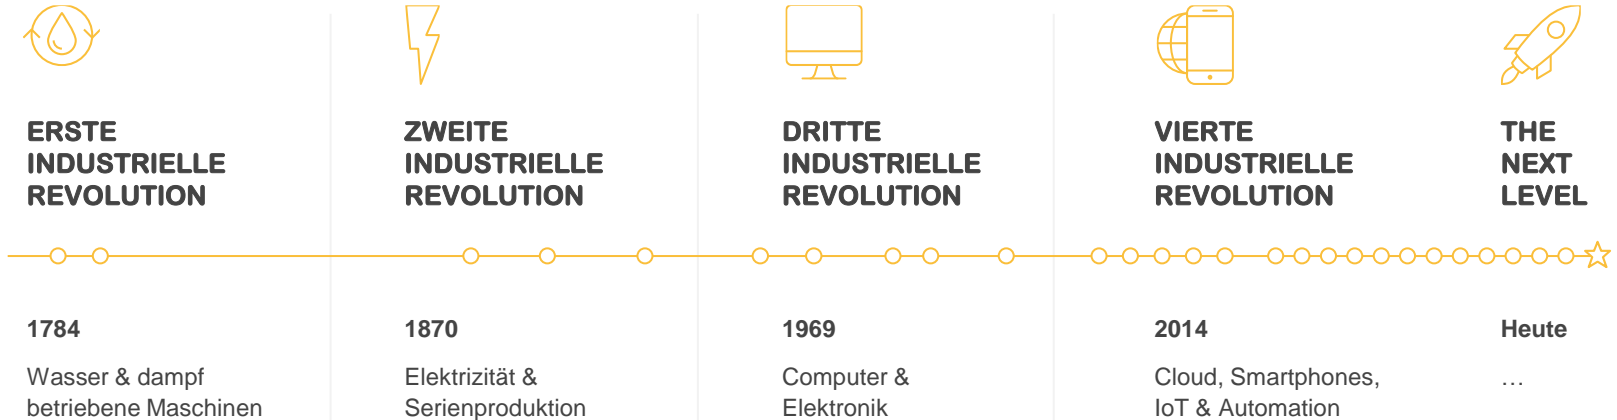 ERSTE
INDUSTRIELLE
REVOLUTION
1784
Wasser & dampf
betriebene Maschinen
ZWEITE
INDUSTRIELLE
REVOLUTION
1870
Elektrizität &
Serienproduktion
DRITTE
INDUSTRIELLE
REVOLUTION
1969
Computer &
Elektronik
VIERTE
INDUSTRIELLE
REVOLUTION
2014
Cloud, Smartphones,
IoT & Automation
THE
NEXT
LEVEL
Heute
…